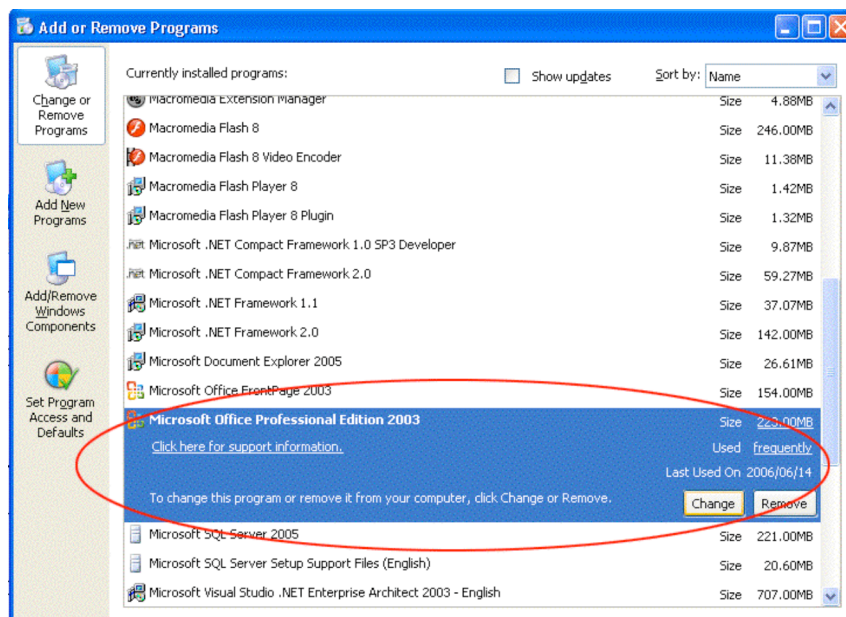 Add or Remove Programs
Change or
Remove
Programs
Add New
Programs
Add/Remove
Windows
Components
Set Program
Access and
Defaults
Currently installed programs:
Show updates
Sort by: Name
Macromedia Extension Manager Size 4.88MB
Macromedia Flash 8 Size 246.00MB
Macromedia Flash 8 Video Encoder Size 11.38MB
Macromedia Flash Player 8 Size 1.42MB
Macromedia Flash Player 8 Plugin Size 1.32MB
.net Microsoft .NET Compact Framework 1.0 SP3 Developer Size 9.87MB
.net Microsoft .NET Compact Framework 2.0 Size 59.27MB
Microsoft .NET Framework 1.1 Size 37.07MB
Microsoft .NET Framework 2.0 Size 142.00MB
Microsoft Document Explorer 2005 Size 26.61MB
Microsoft Office FrontPage 2003 Size 154.00MB
Microsoft Office Professional Edition 2003 Size 223.00MB
Click here for support information. Used frequently
Last Used On 2006/06/14
To change this program or remove it from your computer, click Change or Remove. Change Remove
Microsoft SQL Server 2005 Size 221.00MB
Microsoft SQL Server Setup Support Files (English) Size 20.60MB
Microsoft Visual Studio .NET Enterprise Architect 2003 - English Size 707.00MB